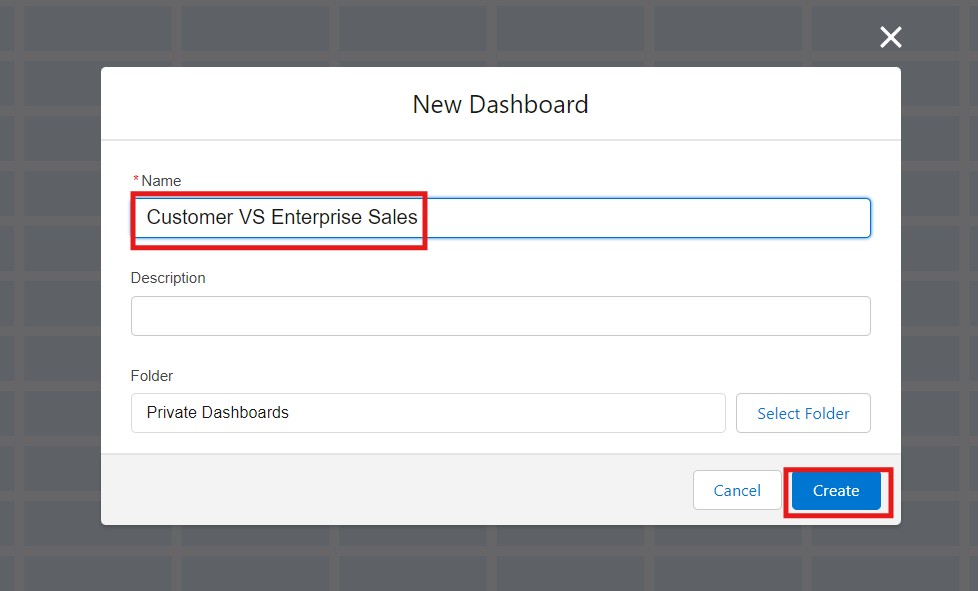 New Dashboard
*Name
Customer VS Enterprise Sales
Description
Folder
Private Dashboards
Select Folder
Cancel
Create